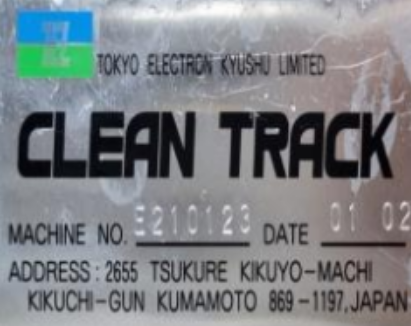 TOKYO ELECTRON KYUSHU LIMITED
CLEAN TRACK
MACHINE NO. E210123 DATE 01 02
ADDRESS : 2655 TSUKURE KIKUYO-MACHI
KIKUCHI-GUN KUMAMOTO 869-1197, JAPAN